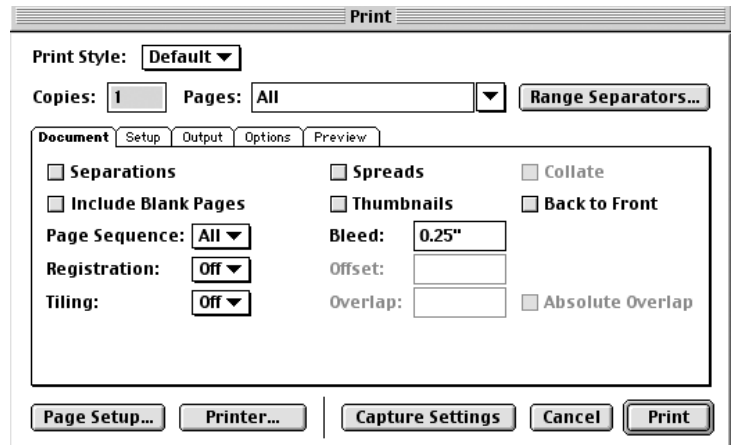 Print
Print Style: Default
Copies: 1 Pages: All Range Separators...
Document Setup Output Options Preview
Separations Spreads Collate
Include Blank Pages Thumbnails Back to Front
Page Sequence: All Bleed: 0.25"
Registration: Off Offset:
Tiling: Off Overlap: Absolute Overlap
Page Setup... Printer... Capture Settings Cancel Print